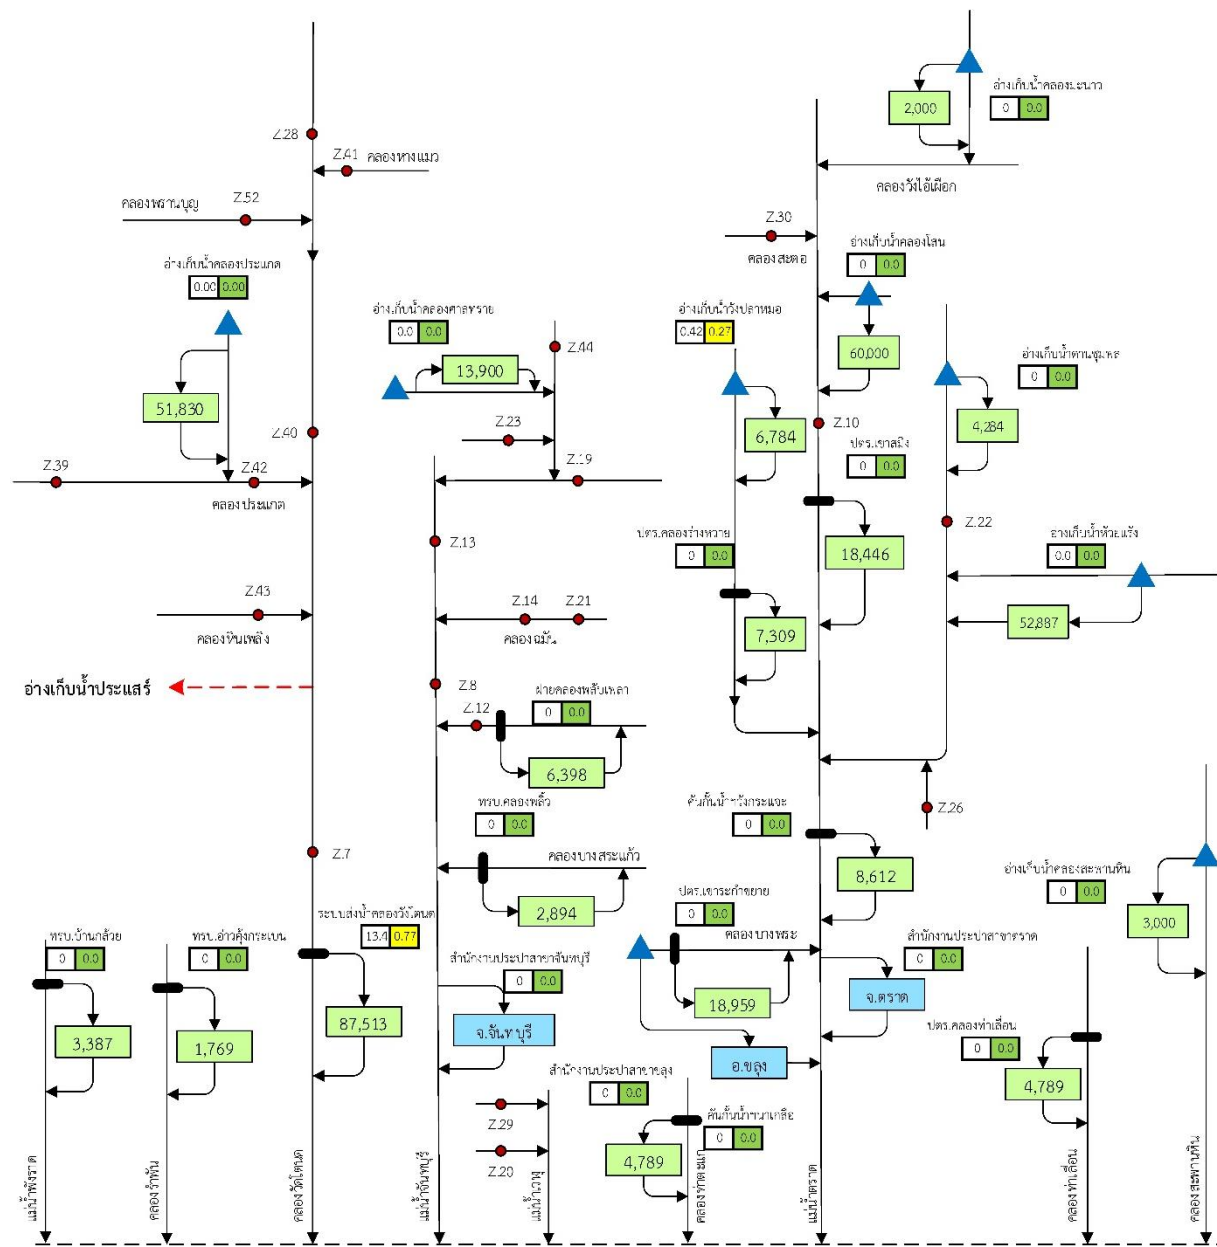 อ่างเก็บน้ำคลองมะนาว
0 0.0
2,000
Z.28
Z.41
คลองหางแมว
คลองวังไอ้เผือก
Z.52
คลองพรานบุญ
Z.30
คลองสะตอ
อ่างเก็บน้ำคลองโสน
0 0.0
อ่างเก็บน้ำคลองประแกด
0.00 0.00
อ่างเก็บน้ำคลองศาลทราย
0.0 0.0
13,900
Z.44
อ่างเก็บน้ำวังปลาหมอ
0.42 0.27
60,000
อ่างเก็บน้ำด่านชุมพล
0 0.0
51,830
Z.40
Z.23
6,784
Z.10
4,284
ปตร.เขาสมิง
0 0.0
Z.39
Z.42
คลองประแกด
Z.19
Z.13
ปตร.คลองร่างหวาย
0 0.0
18,446
Z.22
อ่างเก็บน้ำห้วยแร้ง
0.0 0.0
Z.43
คลองหินเพลิง
Z.14
Z.21
คลองฉมัน
7,309
52,887
อ่างเก็บน้ำประแสร์
Z.8
Z.12
0 0.0
6,398
ทรบ.คลองพลิ้ว
0 0.0
คันกั้นน้ำฯวังกระแจะ
0 0.0
Z.26
Z.7
คลองบางสระแก้ว
2,894
8,612
อ่างเก็บน้ำคลองสะพานหิน
0 0.0
3,000
ปตร.เขาระกำขยาย
0 0.0
คลองบางพระ
ทรบ.บ้านกล้วย
0 0.0
ทรบ.อ่าวคุ้งกระเบน
0 0.0
ระบบส่งน้ำคลองวังโตนด
13.4 0.77
สำนักงานประปาสาขาจันทบุรี
0 0.0
สำนักงานประปาสาขาตราด
0 0.0
3,387
1,769
87,513
จ.จันทบุรี
18,959
จ.ตราด
ปตร.คลองท่าเลื่อน
0 0.0
อ.ขลุง
สำนักงานประปาสาขาขลุง
0 0.0
4,789
Z.29
Z.20
คันกั้นน้ำฯนาเกลือ
0 0.0
4,789
แม่น้ำพังราด
คลองรำพัน
คลองวังโตนด
แม่น้ำจันทบุรี
แม่น้ำเวฬุ
แม่น้ำตราด
คลองท่าเลื่อน
คลองสะพานหิน